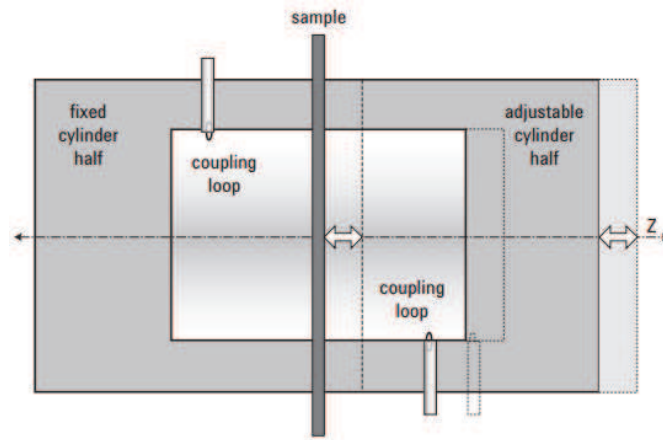 sample
fixed
cylinder
half
adjustable
cylinder
half
coupling
loop
Z
coupling
loop